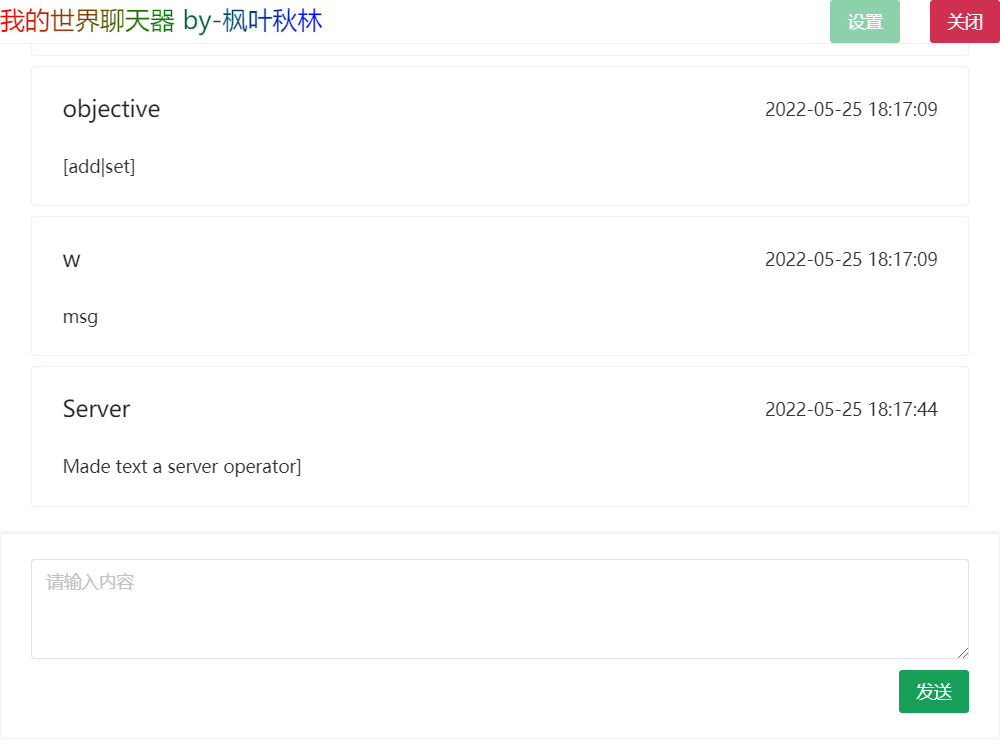 我的世界聊天器 by-枫叶秋林
设置
关闭
objective
2022-05-25 18:17:09
[add|set]
w
2022-05-25 18:17:09
msg
Server
2022-05-25 18:17:44
Made text a server operator]
请输入内容
发送